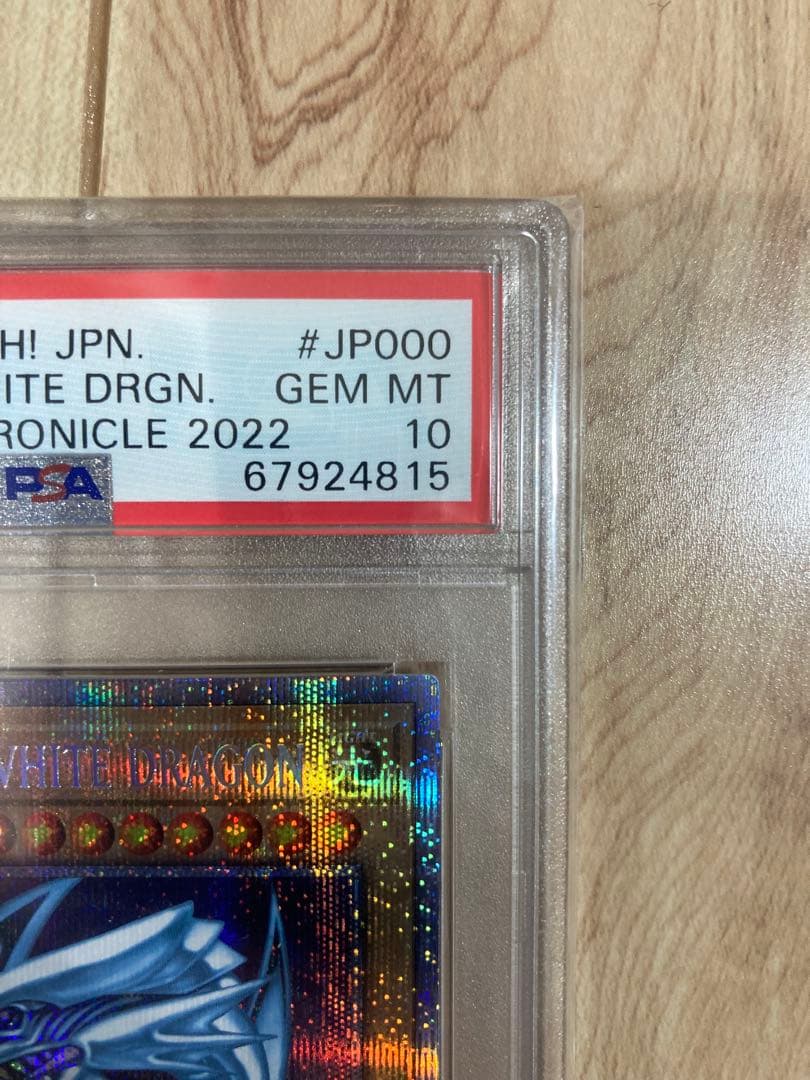 H! JPN. #JP000
ITE DRGN. GEM MT
RONICLE 2022 10
PSA 67924815
WHITE DRAGON